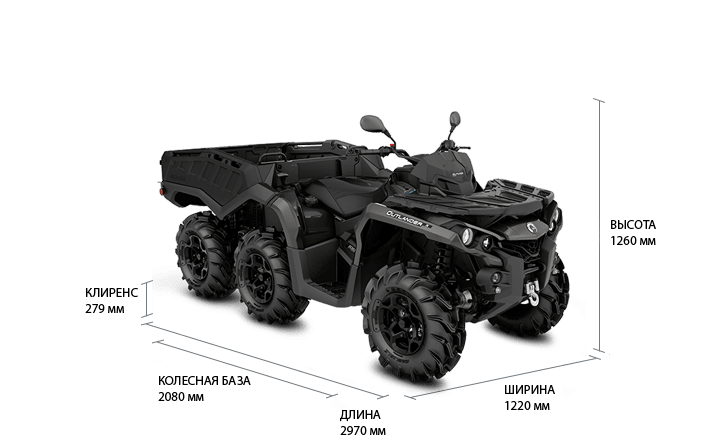 ВЫСОТА
1260 мм
OUTLANDER
КЛИРЕНС
279 мм
КОЛЕСНАЯ БАЗА
2080 мм
ШИРИНА
1220 мм
ДЛИНА
2970 мм